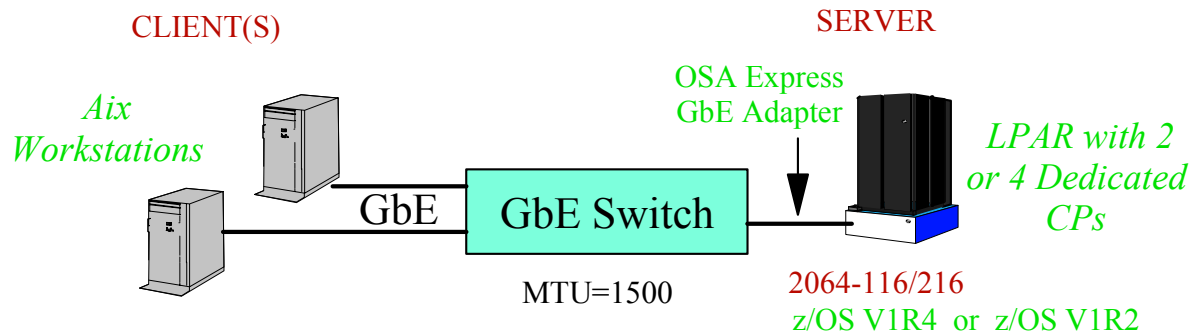 CLIENT(S)
SERVER
Aix
Workstations
OSA Express
GbE Adapter
LPAR with 2
or 4 Dedicated
CPs
GbE
GbE Switch
MTU=1500
2064-116/216
z/OS V1R4 or z/OS V1R2